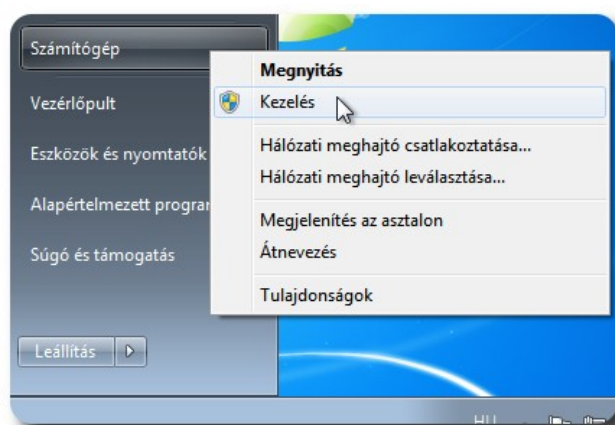 Számítógép
Vezérlőpult
Eszközök és nyomtatók
Alapértelmezett
Súgó és támogatás
Leállítás
Megnyitás
Kezelés
Hálózati meghajtó csatlakoztatása...
Hálózati meghajtó leválasztása...
Megjelenítés az asztalon
Átnevezés
Tulajdonságok
HU